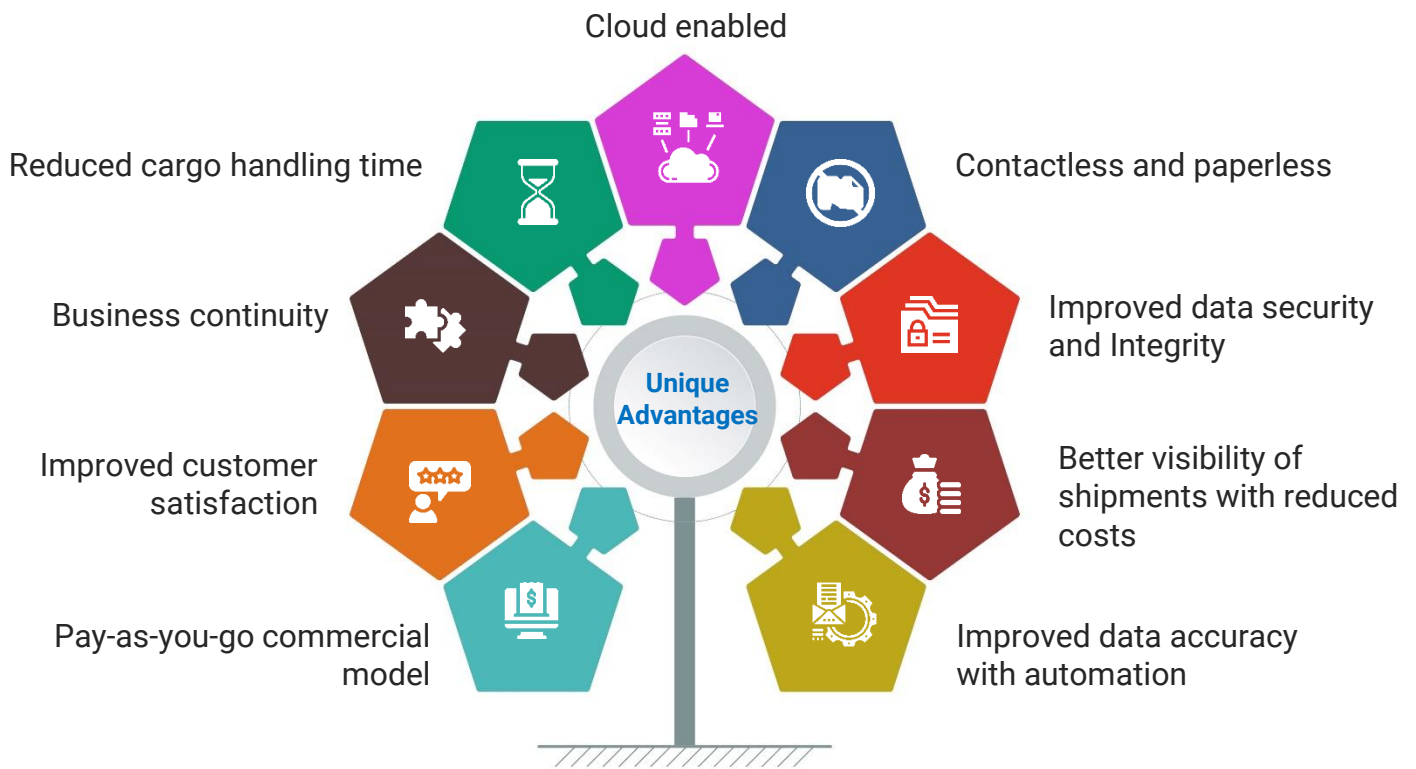 Cloud enabled
Reduced cargo handling time
Contactless and paperless
Business continuity
Improved data security
and Integrity
Unique
Advantages
Improved customer
satisfaction
Better visibility of
shipments with reduced
costs
Pay-as-you-go commercial
model
Improved data accuracy
with automation